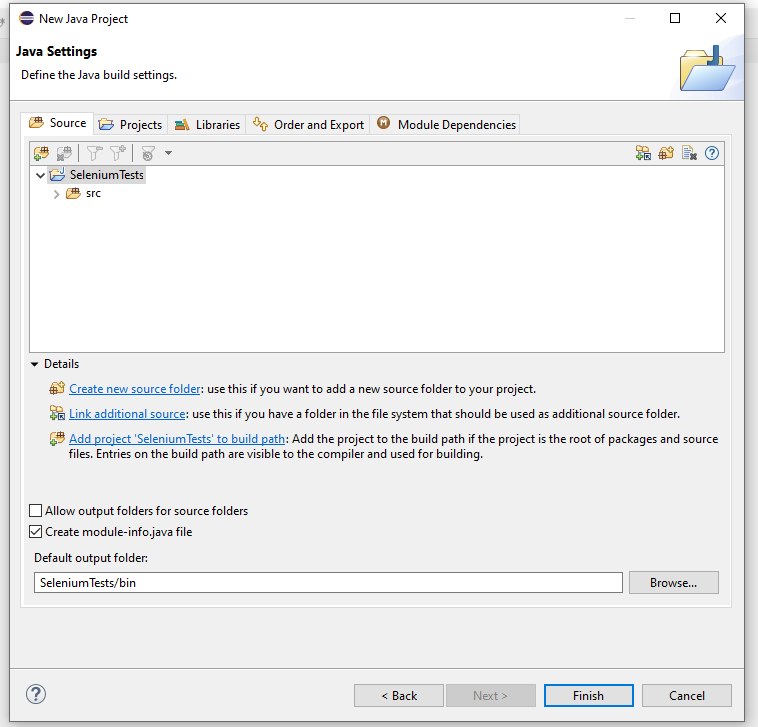 New Java Project
Java Settings
Define the Java build settings.
Source
Projects
Libraries
Order and Export
Module Dependencies
SeleniumTests
src
Details
Create new source folder: use this if you want to add a new source folder to your project.
Link additional source: use this if you have a folder in the file system that should be used as additional source folder.
Add project 'SeleniumTests' to build path: Add the project to the build path if the project is the root of packages and source
files. Entries on the build path are visible to the compiler and used for building.
Allow output folders for source folders
Create module-info.java file
Default output folder:
SeleniumTests/bin
Browse...
< Back
Next >
Finish
Cancel